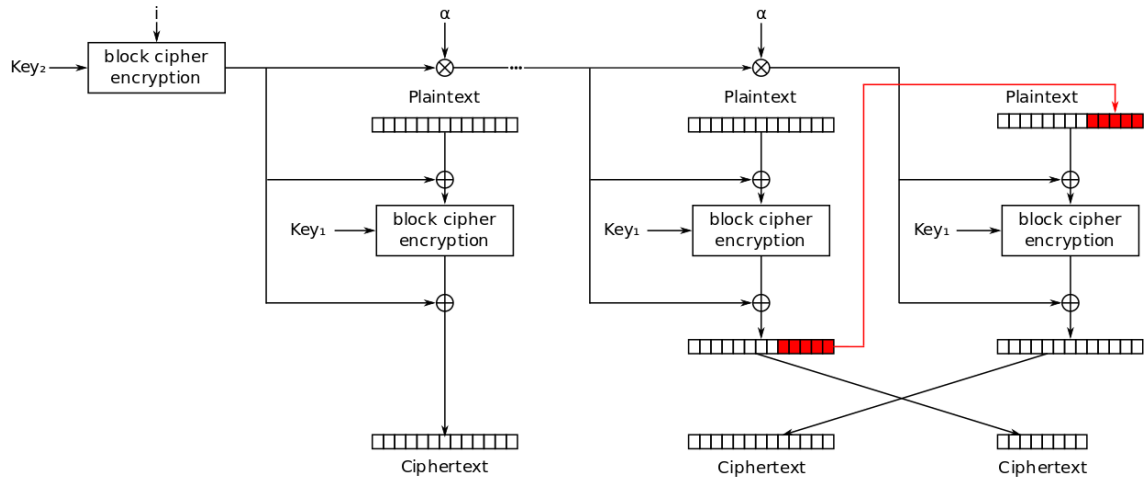 i
α
α
Key₂
block cipher
encryption
...
Plaintext
Plaintext
Plaintext
Key₁
block cipher
encryption
Key₁
block cipher
encryption
Key₁
block cipher
encryption
Ciphertext
Ciphertext
Ciphertext